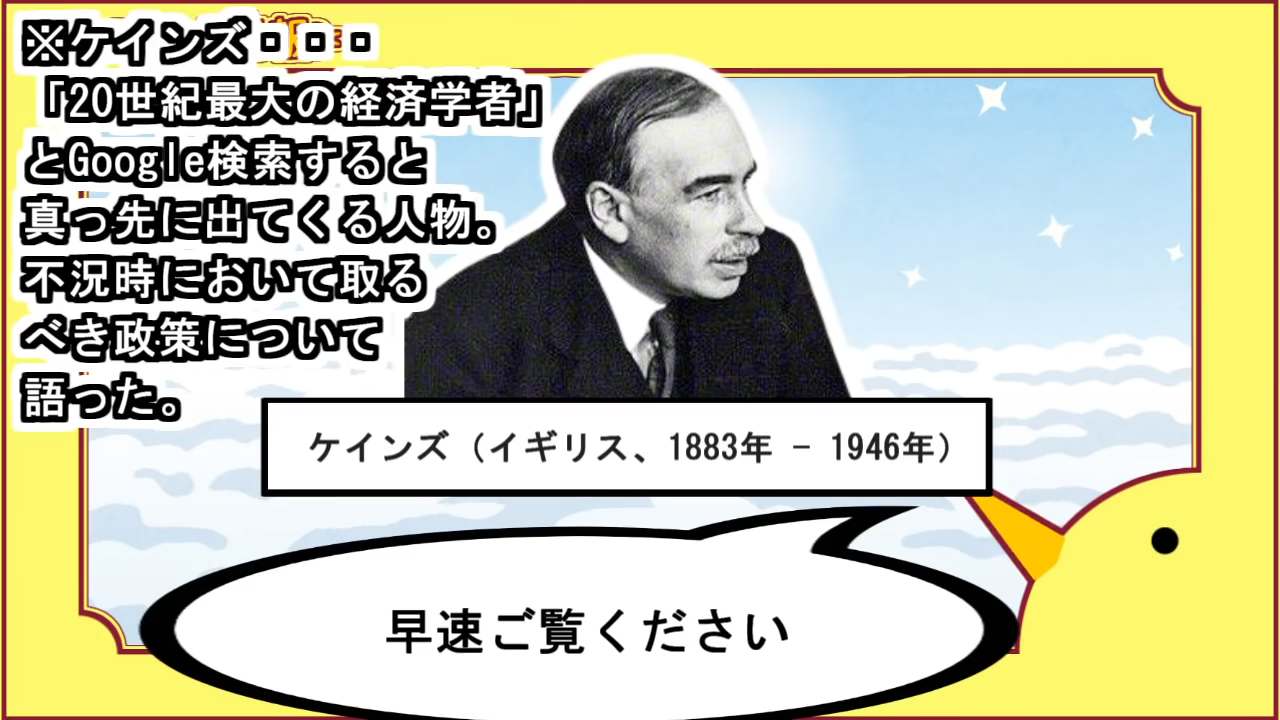 ※ケインズ・・・
「20世紀最大の経済学者」
とGoogle検索すると
真っ先に出てくる人物。
不況時において取る
べき政策について
語った。
ケインズ（イギリス、1883年 - 1946年）
早速ご覧ください